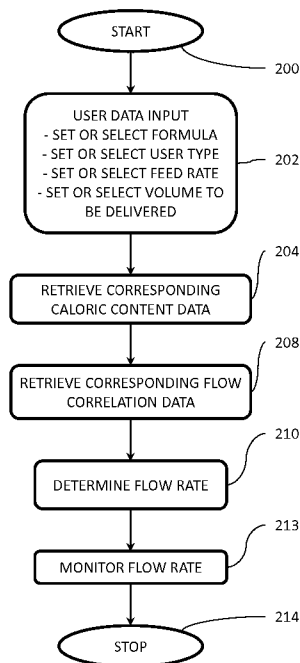 START
200
USER DATA INPUT
- SET OR SELECT FORMULA
- SET OR SELECT USER TYPE
- SET OR SELECT FEED RATE
- SET OR SELECT VOLUME TO
BE DELIVERED
202
204
RETRIEVE CORRESPONDING
CALORIC CONTENT DATA
208
RETRIEVE CORRESPONDING FLOW
CORRELATION DATA
210
DETERMINE FLOW RATE
213
MONITOR FLOW RATE
214
STOP